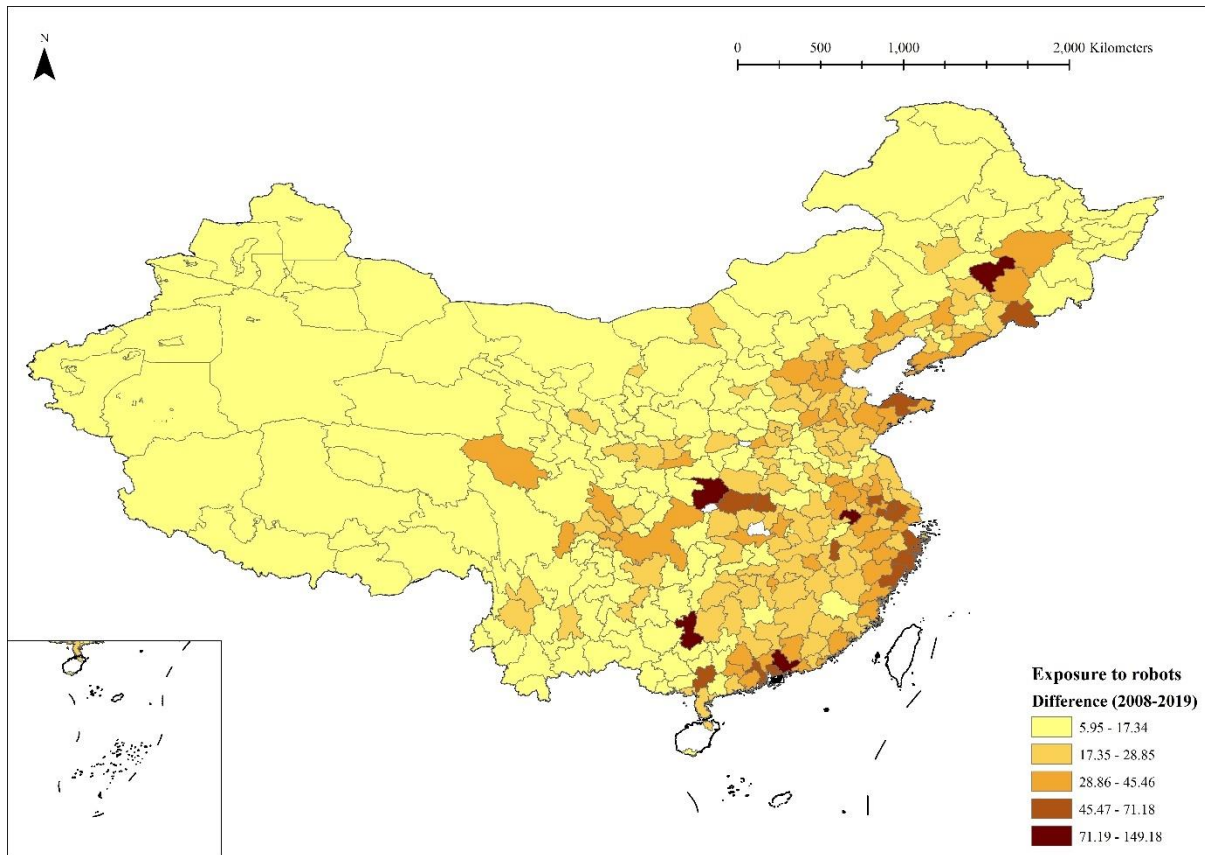 N
0 500 1,000 2,000 Kilometers
Exposure to robots
Difference (2008-2019)
5.95 - 17.34
17.35 - 28.85
28.86 - 45.46
45.47 - 71.18
71.19 - 149.18